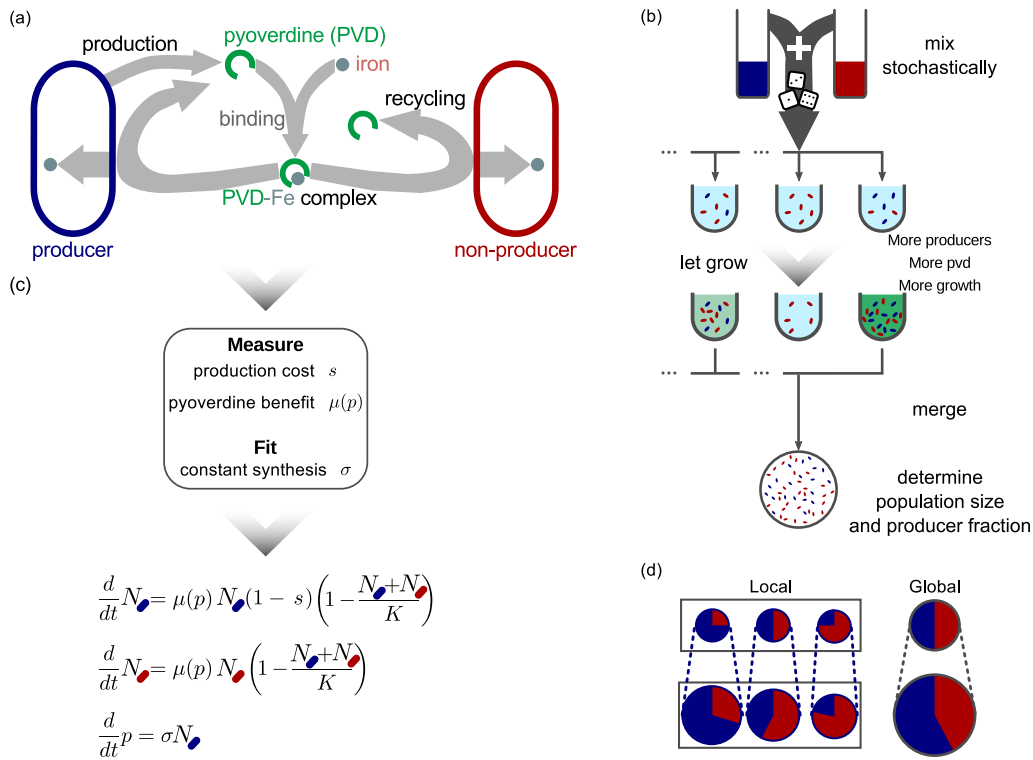 (a)
production
pyoverdine (PVD)
iron
recycling
binding
PVD-Fe complex
producer
non-producer
(b)
mix
stochastically
... ...
More producers
More pvd
More growth
let grow
... ...
merge
determine
population size
and producer fraction
(c)
Measure
production cost s
pyoverdine benefit μ(p)
Fit
constant synthesis σ
d/dt N = μ(p) N (1 − s) (1 − (N + N)/K)
d/dt N = μ(p) N (1 − (N + N)/K)
d/dt p = σN
(d)
Local
Global